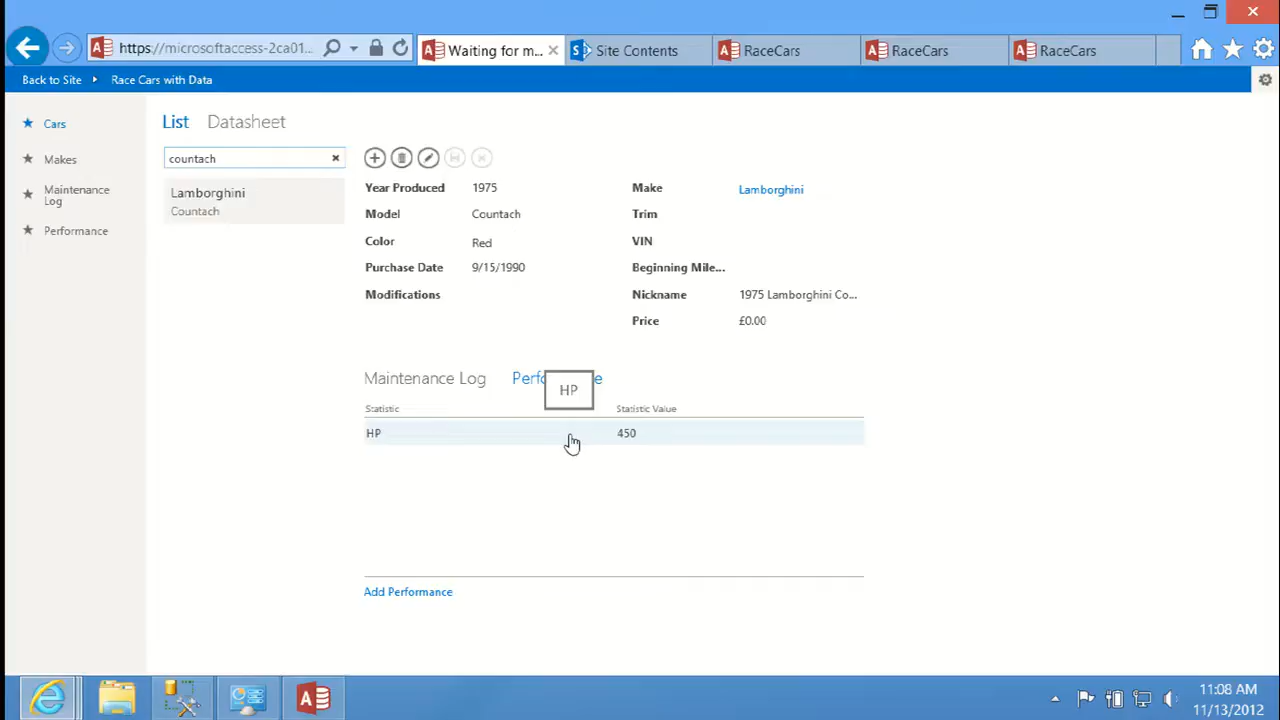 https://microsoftaccess-2ca01...
Waiting for m...
Site Contents
RaceCars
RaceCars
RaceCars
Back to Site
Race Cars with Data
Cars
Makes
Maintenance
Log
Performance
List Datasheet
countach
Lamborghini
Countach
Year Produced 1975
Make Lamborghini
Model Countach
Trim
Color Red
VIN
Purchase Date 9/15/1990
Beginning Mile...
Modifications
Nickname 1975 Lamborghini Co...
Price £0.00
Maintenance Log
HP
Statistic Statistic Value
HP 450
Add Performance
11:08 AM
11/13/2012